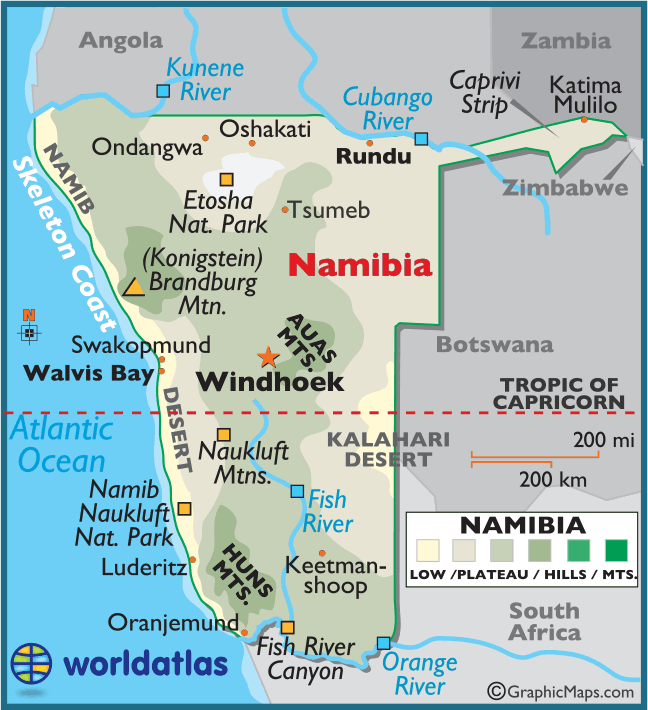 Angola
Zambia
Kunene
River
Caprivi
Strip
Katima
Mulilo
Cubango
River
Oshakati
Ondangwa
Rundu
NAMIB
Skeleton Coast
Etosha
Nat. Park
Zimbabwe
Tsumeb
(Konigstein)
Brandburg
Mtn.
Namibia
N
AUAS
MTS.
Swakopmund
Walvis Bay
Windhoek
Botswana
DESERT
TROPIC OF
CAPRICORN
Atlantic
Ocean
Naukluft
Mtns.
KALAHARI
DESERT
200 mi
200 km
Namib
Naukluft
Nat. Park
Fish
River
NAMIBIA
LOW / PLATEAU / HILLS / MTS.
HUNS
MTS.
Luderitz
Keetman-
shoop
South
Africa
Oranjemund
Fish River
Canyon
Orange
River
worldatlas
©GraphicMaps.com